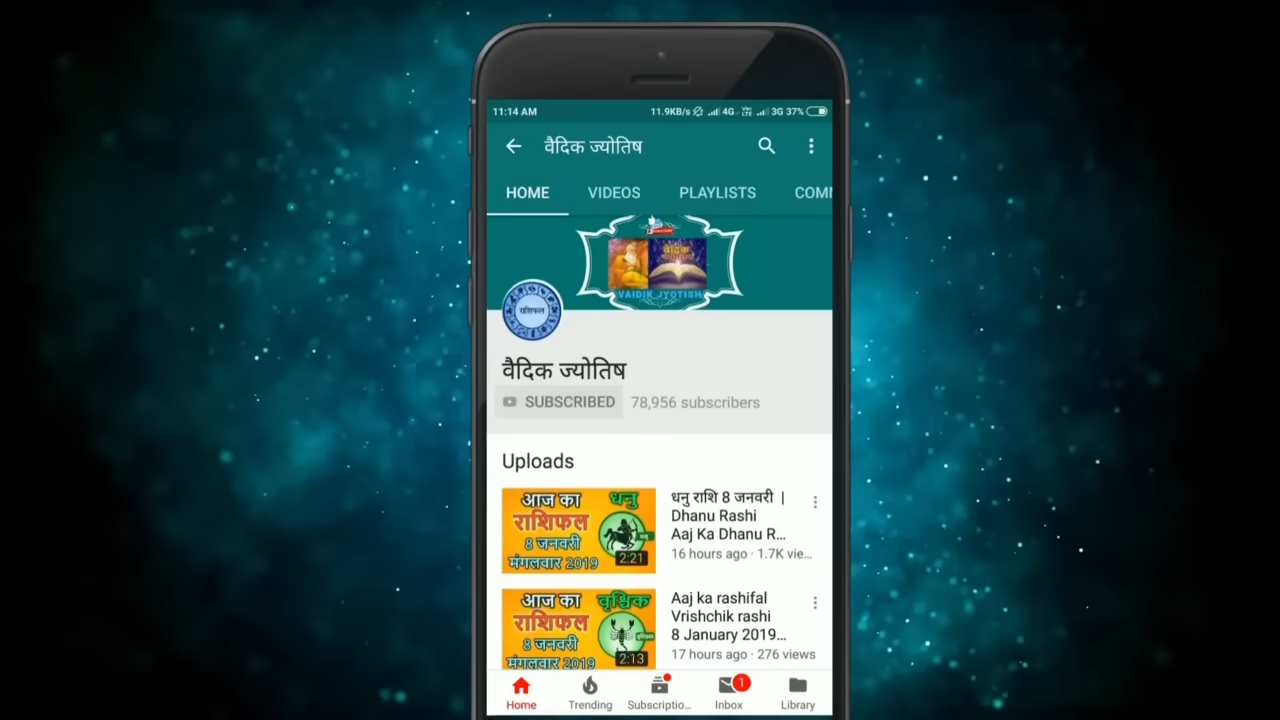 11:14 AM
11.9KB/s 4G VoLTE 3G 37%
वैदिक ज्योतिष
HOME VIDEOS PLAYLISTS COMM
वैदिक
VAIDIK JYOTISH
राशिफल
वैदिक ज्योतिष
SUBSCRIBED 78,956 subscribers
Uploads
आज का धनु
राशिफल
8 जनवरी
मंगलवार 2019
2:21
धनु राशि 8 जनवरी |
Dhanu Rashi
Aaj Ka Dhanu R...
16 hours ago · 1.7K vie...
आज का वृश्चिक
राशिफल
8 जनवरी
मंगलवार 2019
2:13
Aaj ka rashifal
Vrishchik rashi
8 January 2019...
17 hours ago · 276 views
1
Home Trending Subscriptio... Inbox Library